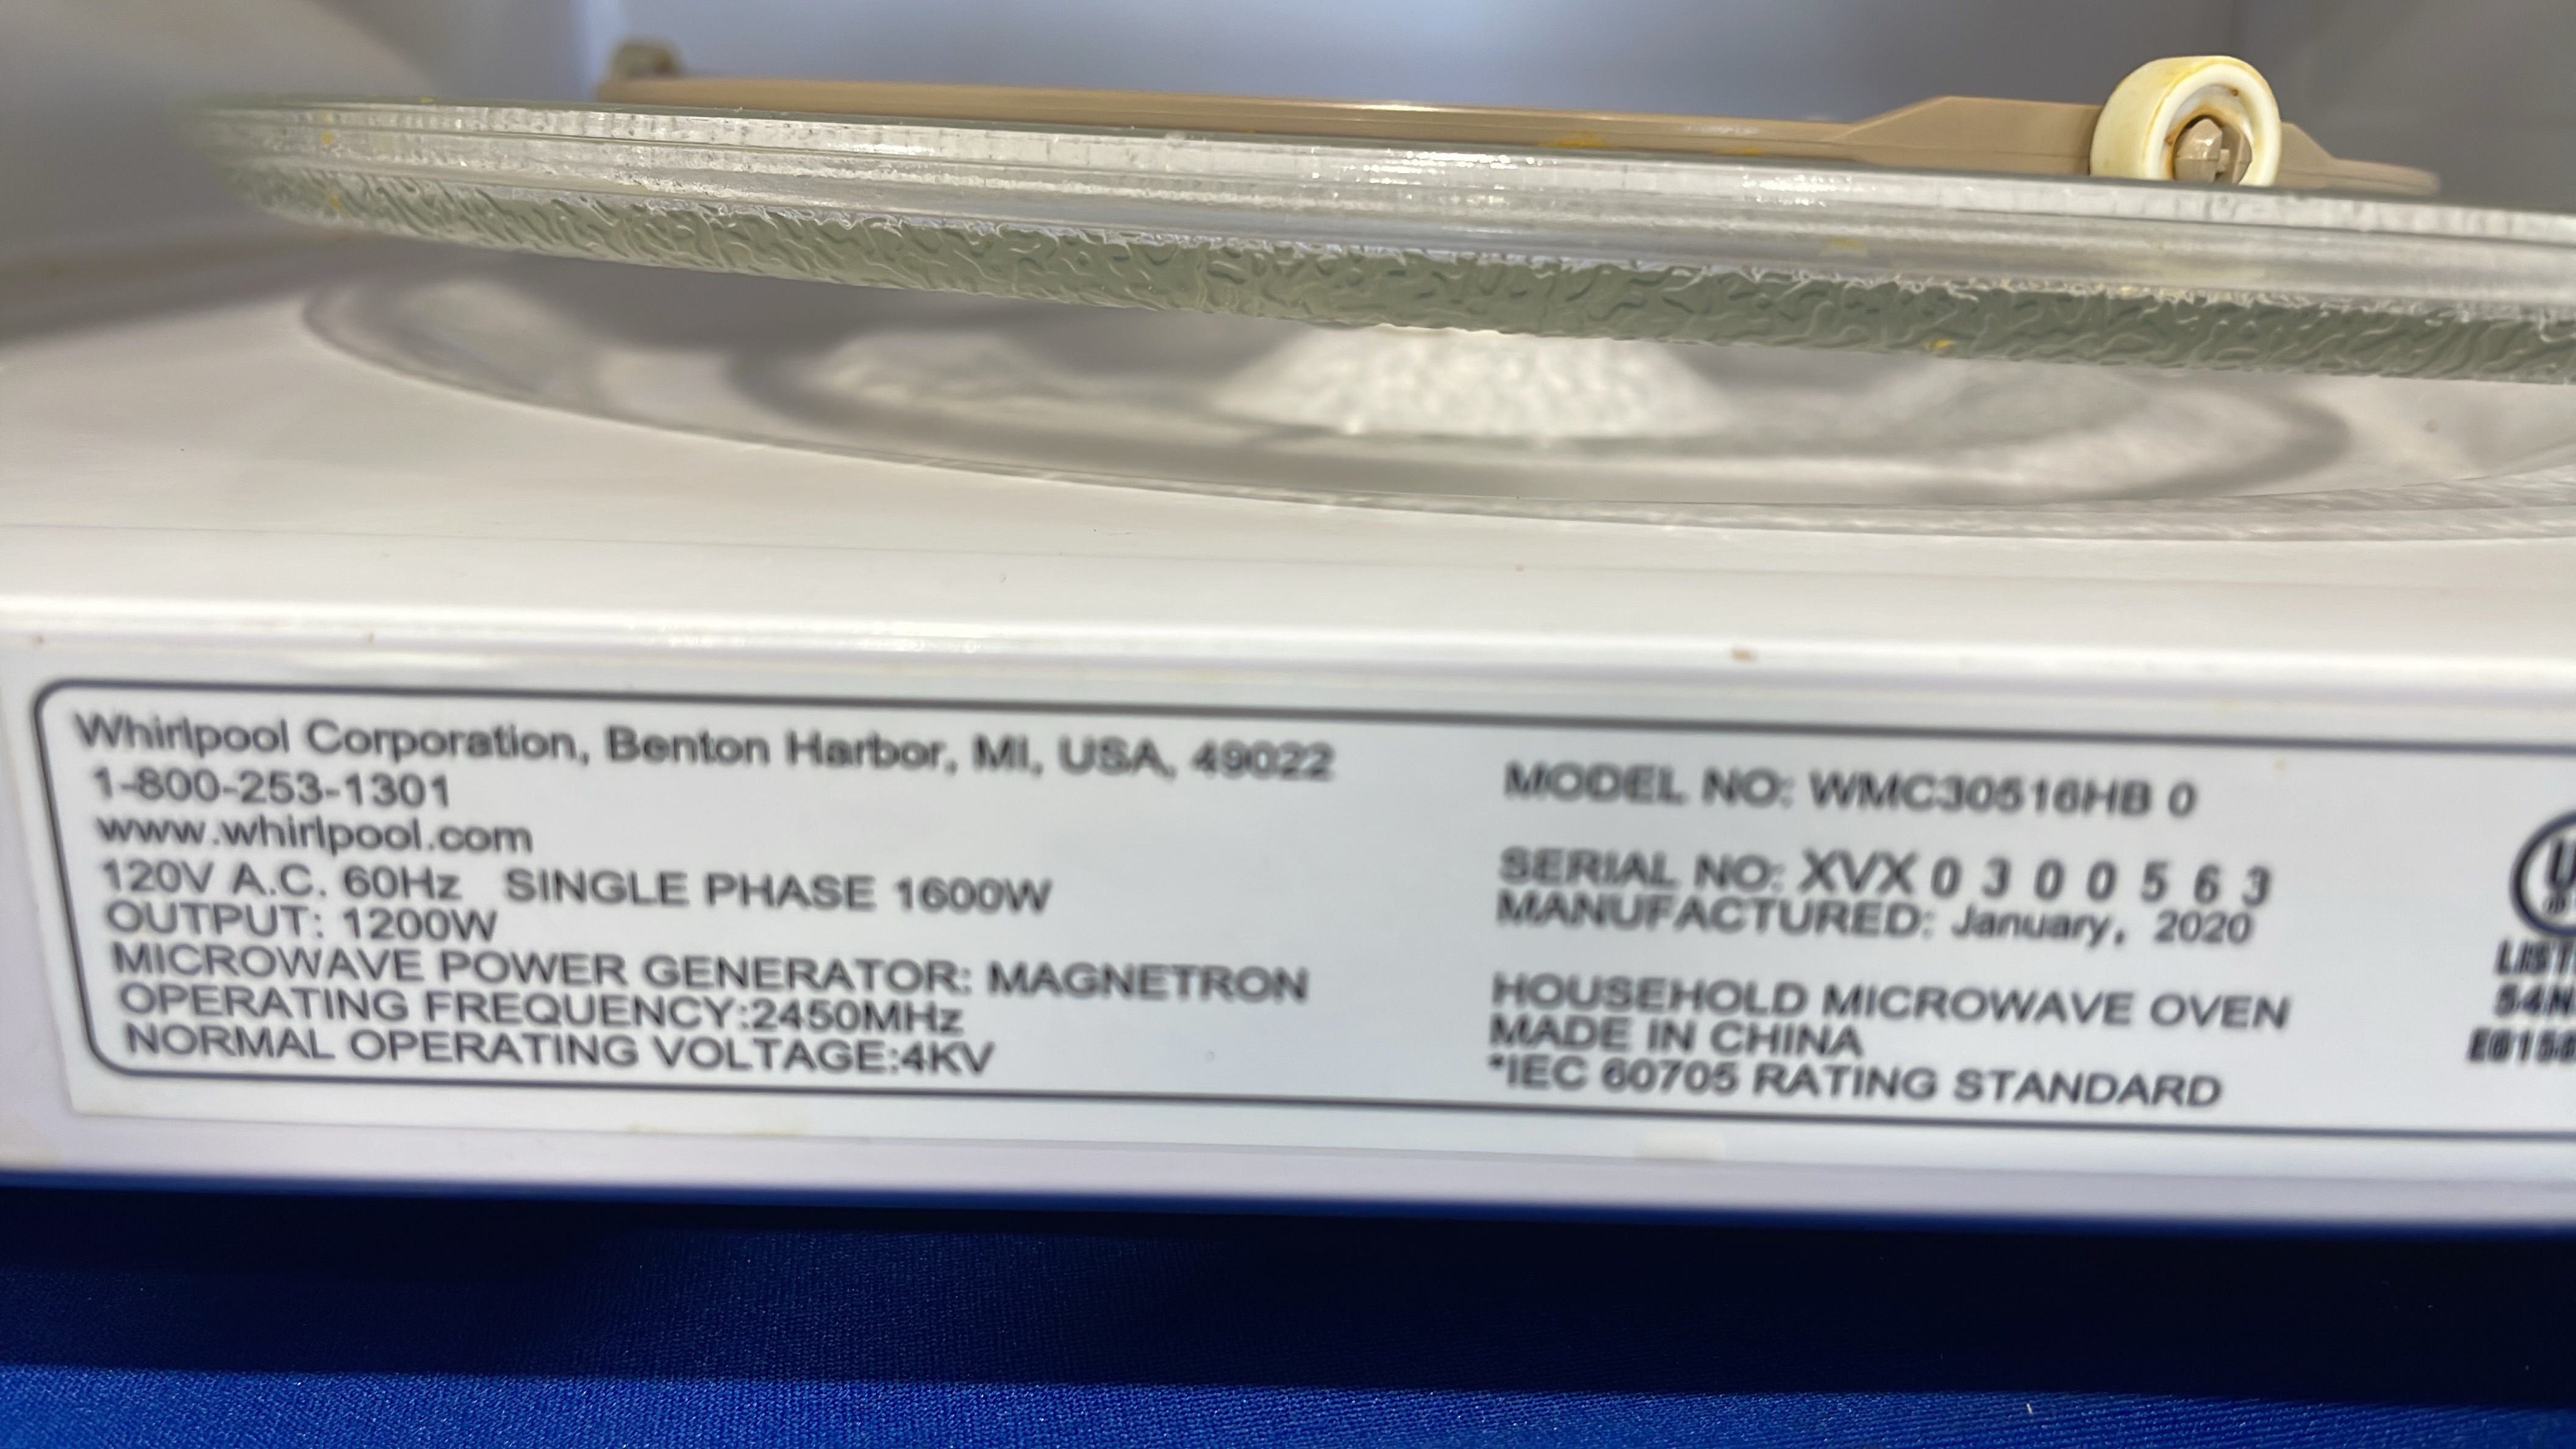 Whirlpool Corporation, Benton Harbor, MI, USA, 49022
1-800-253-1301
www.whirlpool.com
120V A.C. 60Hz SINGLE PHASE 1600W
OUTPUT: 1200W
MICROWAVE POWER GENERATOR: MAGNETRON
OPERATING FREQUENCY:2450MHz
NORMAL OPERATING VOLTAGE:4KV
MODEL NO: WMC30516HB 0
SERIAL NO: XVX 0 3 0 0 5 6 3
MANUFACTURED: January, 2020
HOUSEHOLD MICROWAVE OVEN
MADE IN CHINA
*IEC 60705 RATING STANDARD